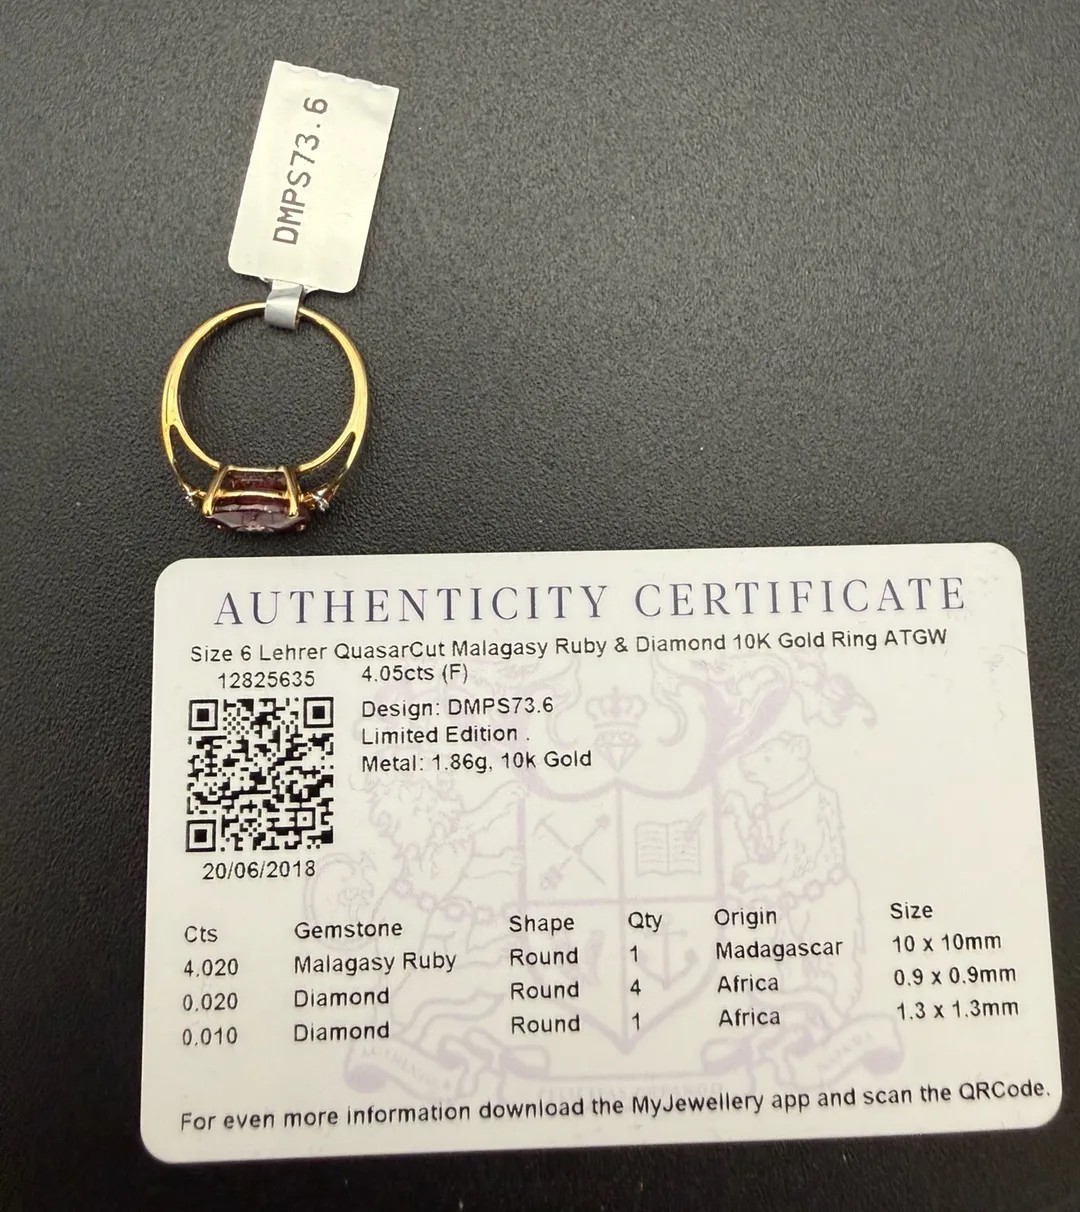 DMPS73.6
AUTHENTICITY CERTIFICATE
Size 6 Lehrer QuasarCut Malagasy Ruby & Diamond 10K Gold Ring ATGW
4.05cts (F)
12825635
Design: DMPS73.6
Limited Edition .
Metal: 1.86g, 10k Gold
20/06/2018
Cts Gemstone Shape Qty Origin Size
4.020 Malagasy Ruby Round 1 Madagascar 10 x 10mm
0.020 Diamond Round 4 Africa 0.9 x 0.9mm
0.010 Diamond Round 1 Africa 1.3 x 1.3mm
For even more information download the MyJewellery app and scan the QRCode.